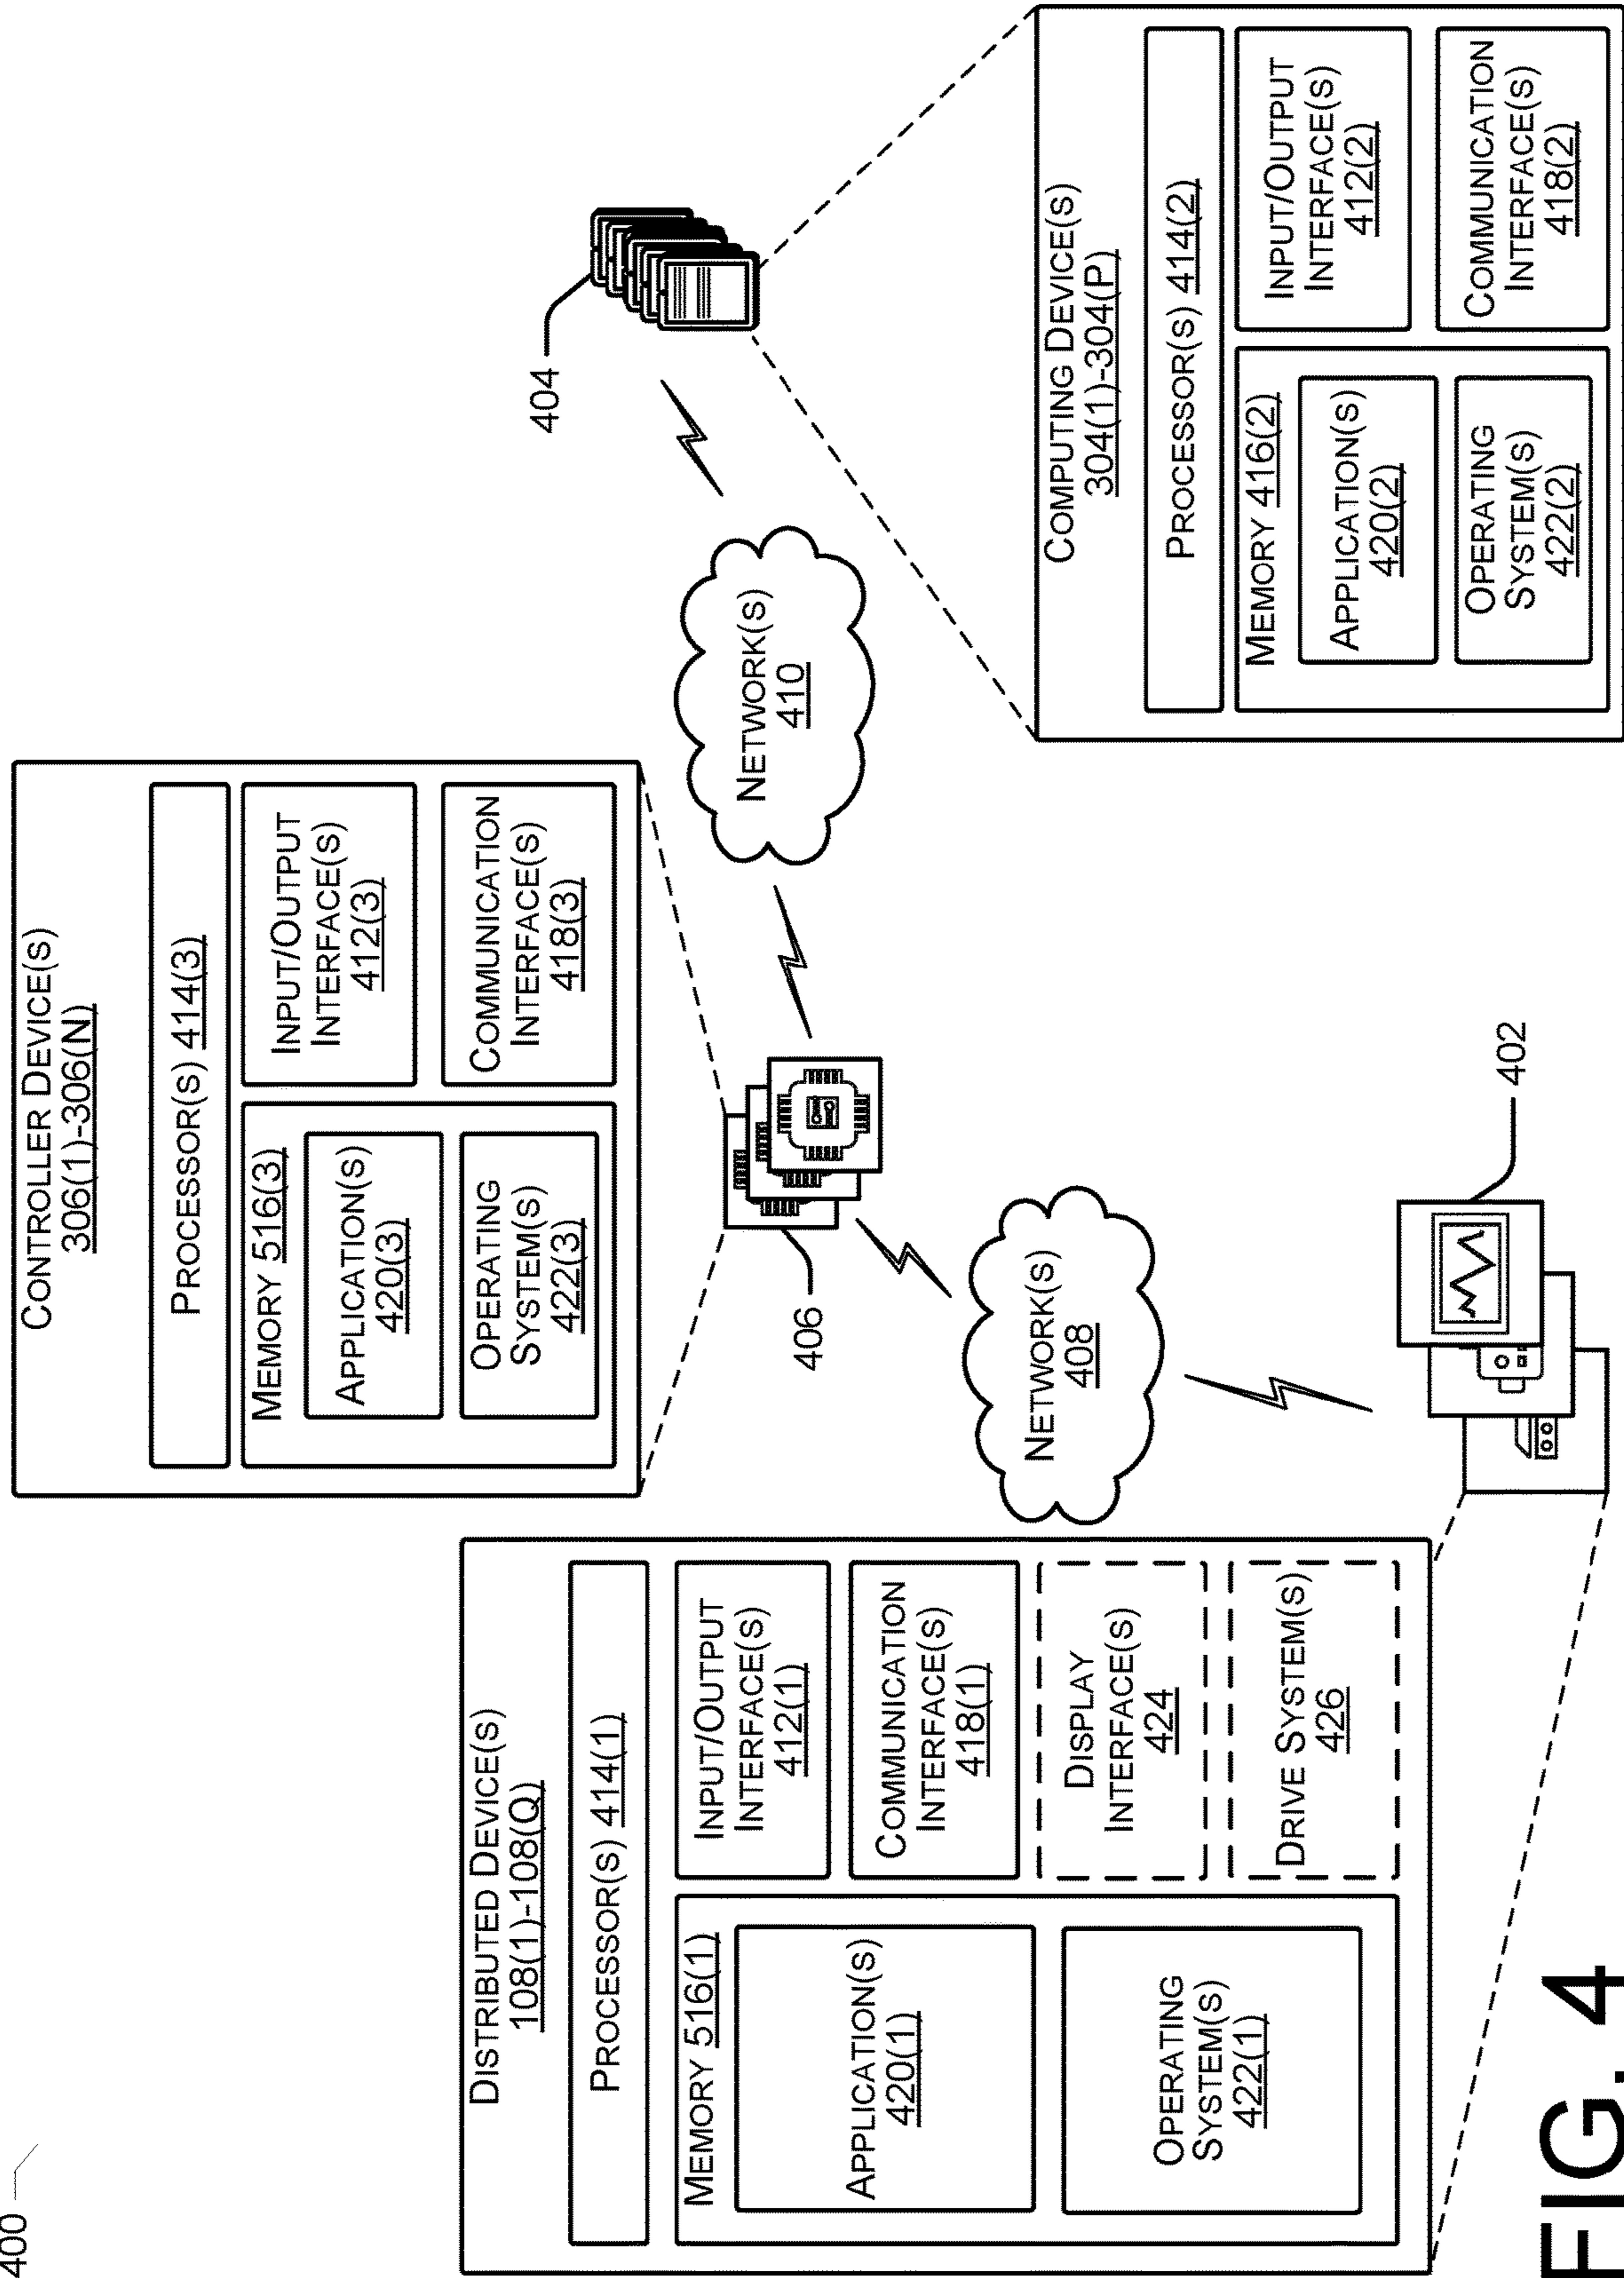 400
CONTROLLER DEVICE(S)
306(1)-306(N)
PROCESSOR(S) 414(3)
MEMORY 516(3)
APPLICATION(S)
420(3)
OPERATING
SYSTEM(S)
422(3)
INPUT/OUTPUT
INTERFACE(S)
412(3)
COMMUNICATION
INTERFACE(S)
418(3)
DISTRIBUTED DEVICE(S)
108(1)-108(Q)
PROCESSOR(S) 414(1)
MEMORY 516(1)
APPLICATION(S)
420(1)
OPERATING
SYSTEM(S)
422(1)
INPUT/OUTPUT
INTERFACE(S)
412(1)
COMMUNICATION
INTERFACE(S)
418(1)
DISPLAY
INTERFACE(S)
424
DRIVE SYSTEM(S)
426
406
404
NETWORK(S)
410
NETWORK(S)
408
402
COMPUTING DEVICE(S)
304(1)-304(P)
PROCESSOR(S) 414(2)
MEMORY 416(2)
APPLICATION(S)
420(2)
OPERATING
SYSTEM(S)
422(2)
INPUT/OUTPUT
INTERFACE(S)
412(2)
COMMUNICATION
INTERFACE(S)
418(2)
FIG. 4